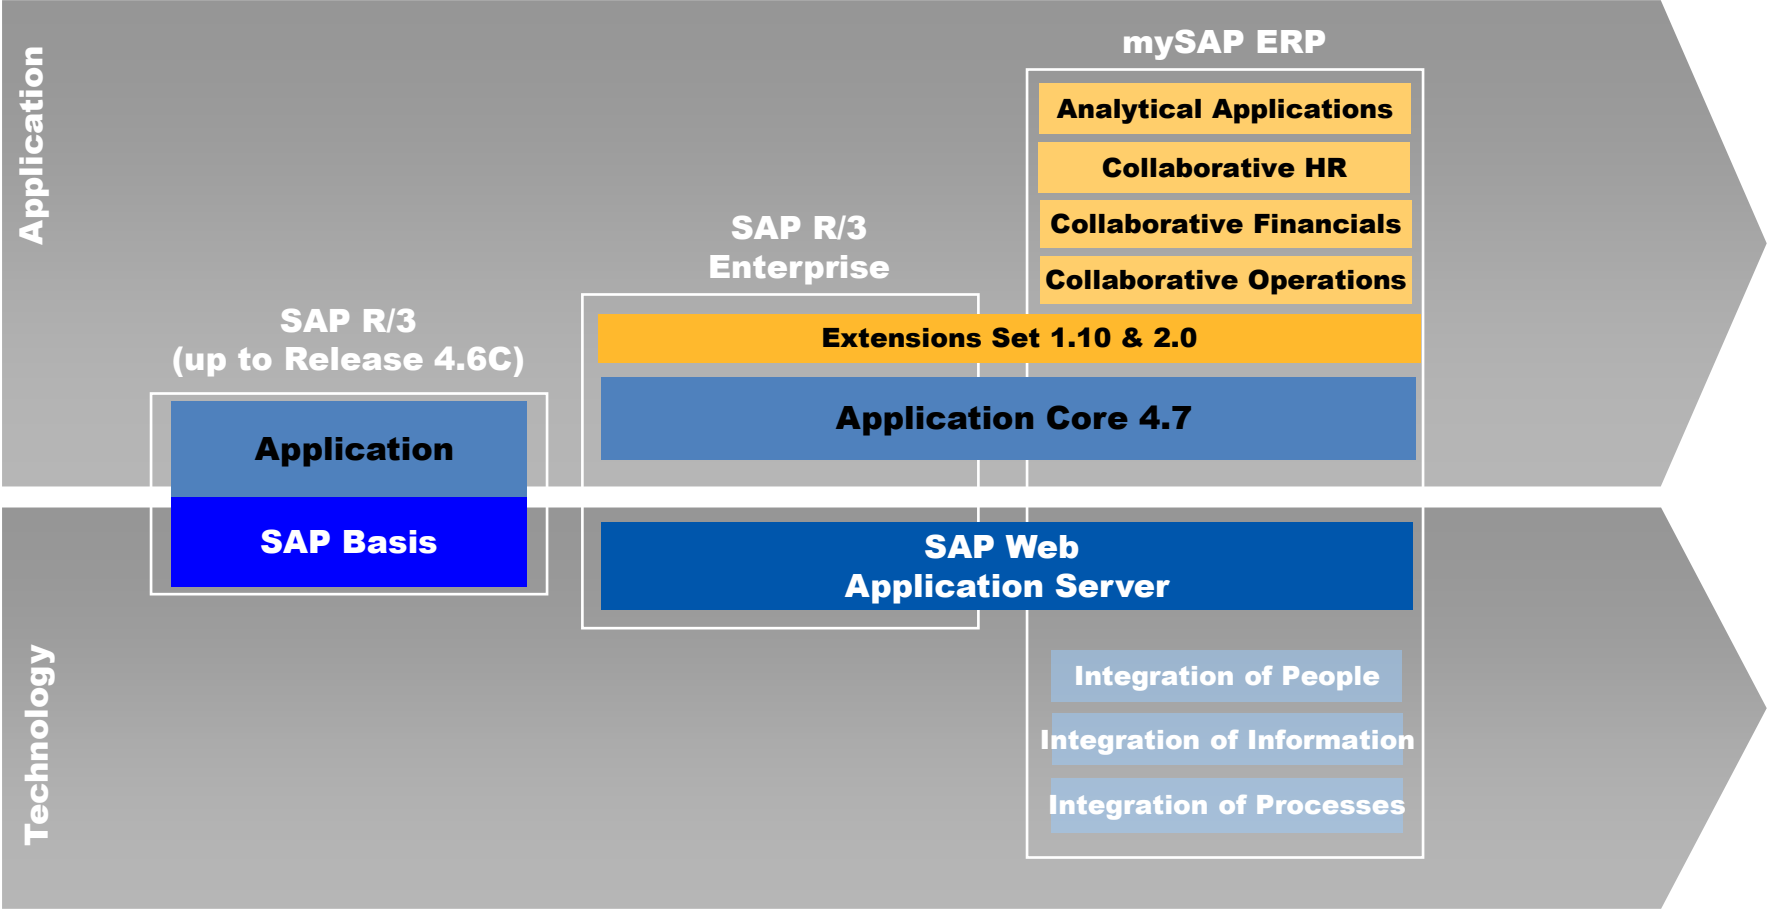 Application
mySAP ERP
Analytical Applications
Collaborative HR
Collaborative Financials
Collaborative Operations
SAP R/3
Enterprise
Extensions Set 1.10 & 2.0
Application Core 4.7
SAP R/3
(up to Release 4.6C)
Application
SAP Basis
Technology
SAP Web
Application Server
Integration of People
Integration of Information
Integration of Processes